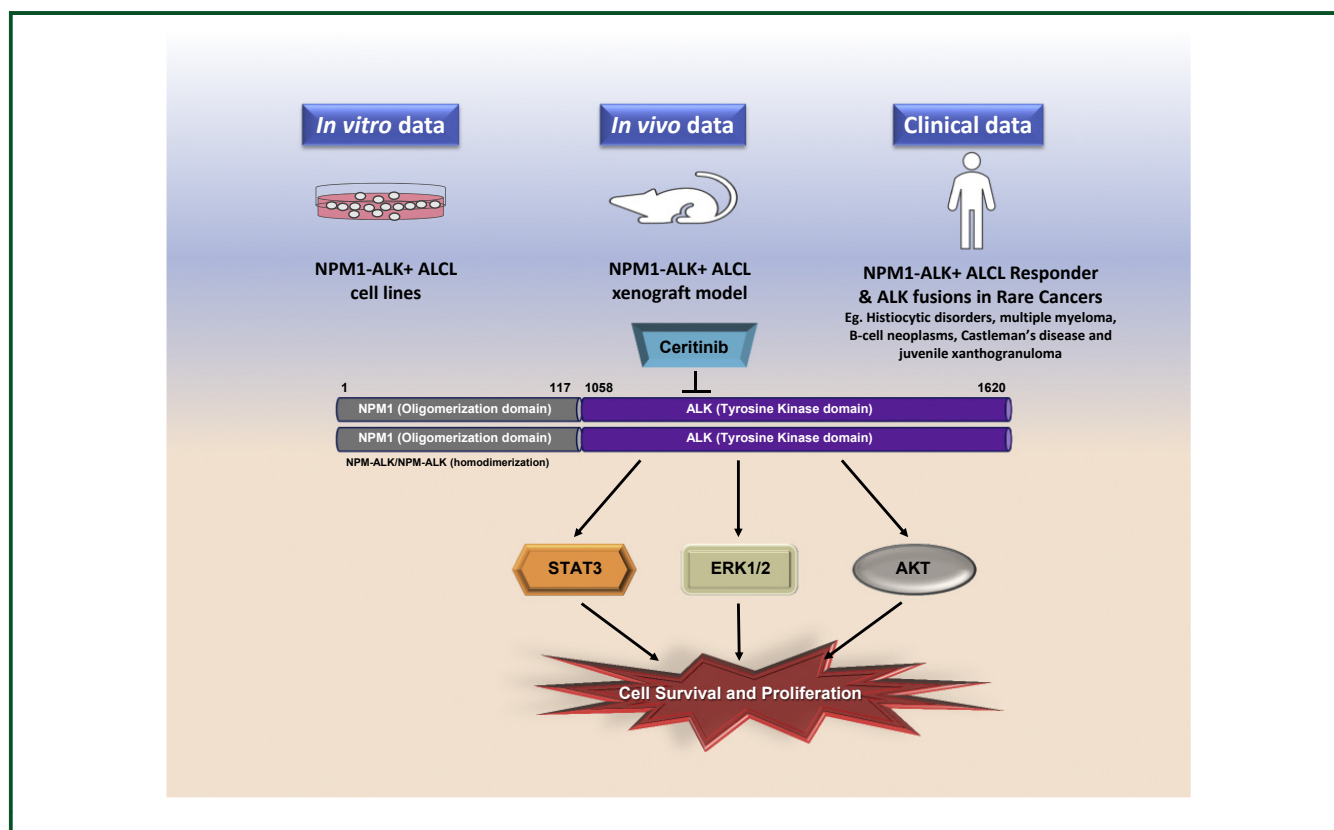 In vitro data
In vivo data
Clinical data
NPM1-ALK+ ALCL
cell lines
NPM1-ALK+ ALCL
xenograft model
NPM1-ALK+ ALCL Responder
& ALK fusions in Rare Cancers
Eg. Histiocytic disorders, multiple myeloma,
B-cell neoplasms, Castleman's disease and
juvenile xanthogranuloma
Ceritinib
1 117 1058 1620
NPM1 (Oligomerization domain) ALK (Tyrosine Kinase domain)
NPM1 (Oligomerization domain) ALK (Tyrosine Kinase domain)
NPM-ALK/NPM-ALK (homodimerization)
STAT3 ERK1/2 AKT
Cell Survival and Proliferation